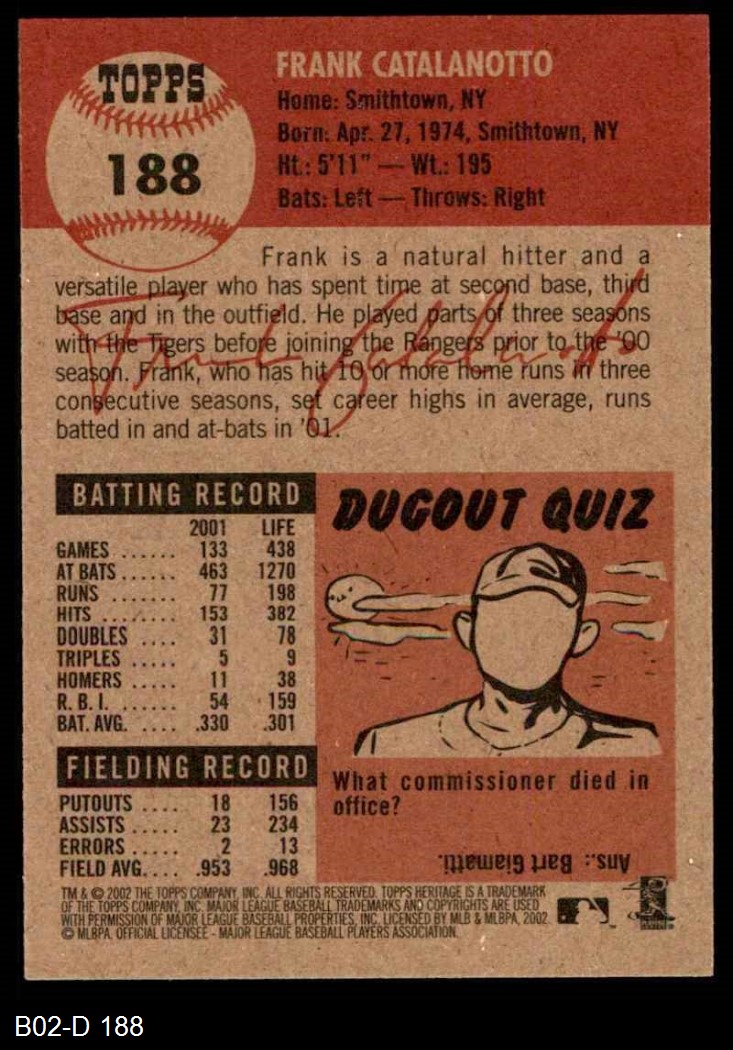 TOPPS
188
FRANK CATALANOTTO
Home: Smithtown, NY
Born: Apr. 27, 1974, Smithtown, NY
Ht.: 5'11" — Wt.: 195
Bats: Left — Throws: Right
Frank is a natural hitter and a
versatile player who has spent time at second base, third
base and in the outfield. He played parts of three seasons
with the Tigers before joining the Rangers prior to the '00
season. Frank, who has hit 10 or more home runs in three
consecutive seasons, set career highs in average, runs
batted in and at-bats in '01.
Frank Catalanotto
BATTING RECORD
2001 LIFE
GAMES ...... 133 438
AT BATS ..... 463 1270
RUNS ....... 77 198
HITS ....... 153 382
DOUBLES .... 31 78
TRIPLES ..... 5 9
HOMERS ..... 11 38
R. B. I. ...... 54 159
BAT. AVG. .... .330 .301
FIELDING RECORD
PUTOUTS .... 18 156
ASSISTS ..... 23 234
ERRORS ..... 2 13
FIELD AVG. ... .953 .968
DUGOUT QUIZ
What commissioner died in
office?
Ans.: Bart Giamatti.
TM & © 2002 THE TOPPS COMPANY, INC. ALL RIGHTS RESERVED. TOPPS HERITAGE IS A TRADEMARK
OF THE TOPPS COMPANY, INC. MAJOR LEAGUE BASEBALL TRADEMARKS AND COPYRIGHTS ARE USED
WITH PERMISSION OF MAJOR LEAGUE BASEBALL PROPERTIES, INC. LICENSED BY MLB & MLBPA, 2002
© MLBPA. OFFICIAL LICENSEE - MAJOR LEAGUE BASEBALL PLAYERS ASSOCIATION.
B02-D 188